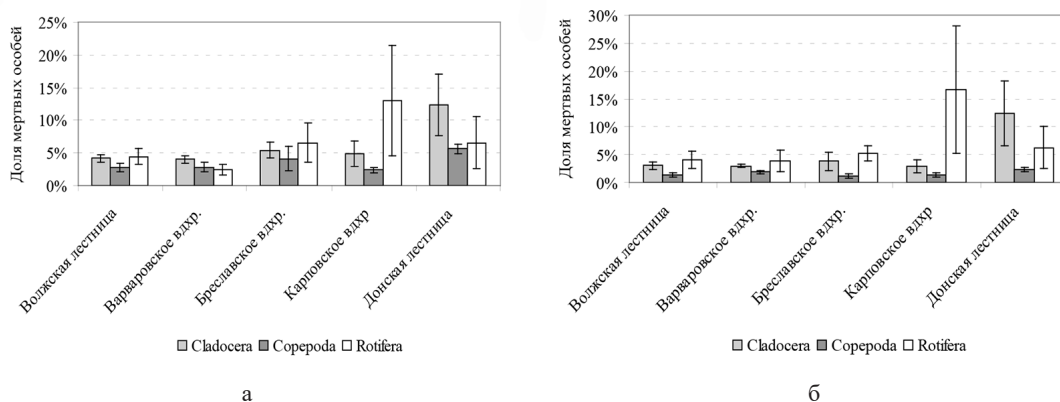 Доля мертвых особей
25%
20%
15%
10%
5%
0%
Волжская лестница
Варваровское вдхр.
Береславское вдхр.
Карповское вдхр
Донская лестница
Cladocera Copepoda Rotifera
а
Доля мертвых особей
30%
25%
20%
15%
10%
5%
0%
Волжская лестница
Варваровское вдхр.
Бреславское вдхр.
Карповское вдхр
Донская лестница
Cladocera Copepoda Rotifera
б